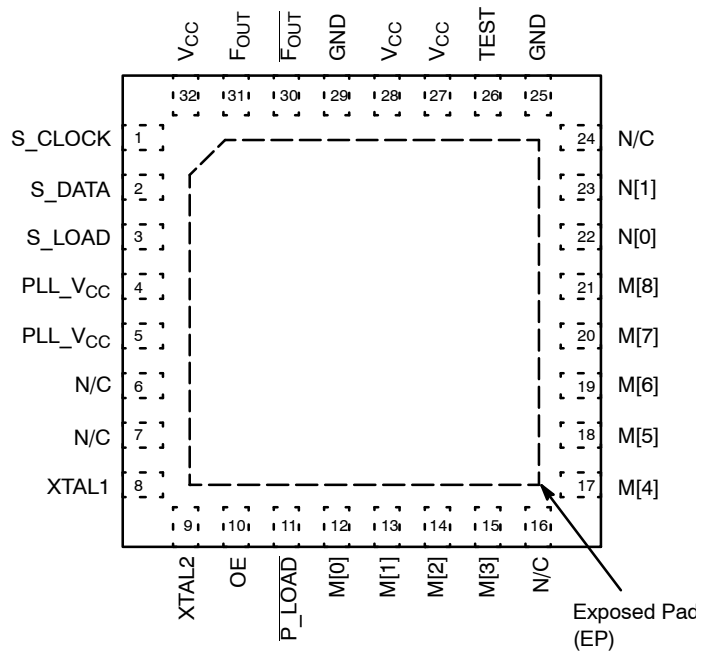 VCC FOUT FOUT GND VCC VCC TEST GND
32 31 30 29 28 27 26 25
S_CLOCK 1 24 N/C
S_DATA 2 23 N[1]
S_LOAD 3 22 N[0]
PLL_VCC 4 21 M[8]
PLL_VCC 5 20 M[7]
N/C 6 19 M[6]
N/C 7 18 M[5]
XTAL1 8 17 M[4]
9 10 11 12 13 14 15 16
XTAL2 OE P_LOAD M[0] M[1] M[2] M[3] N/C
Exposed Pad
(EP)